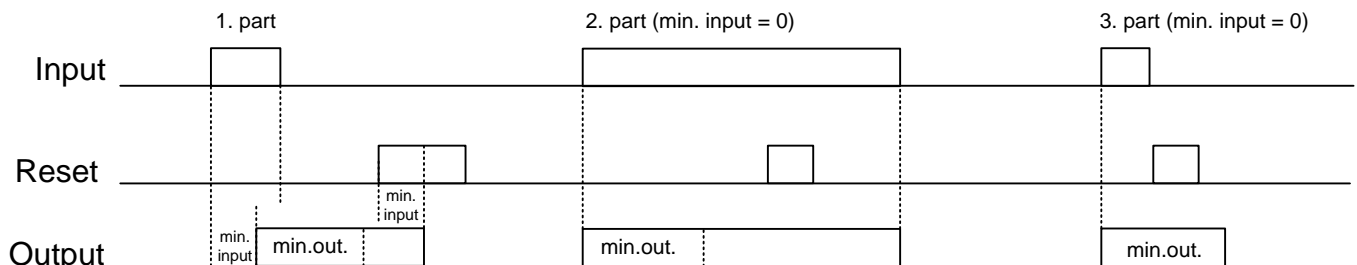 1. part
2. part (min. input = 0)
3. part (min. input = 0)
Input
Reset
min.
input
Output
min.
input
min.out.
min.out.
min.out.